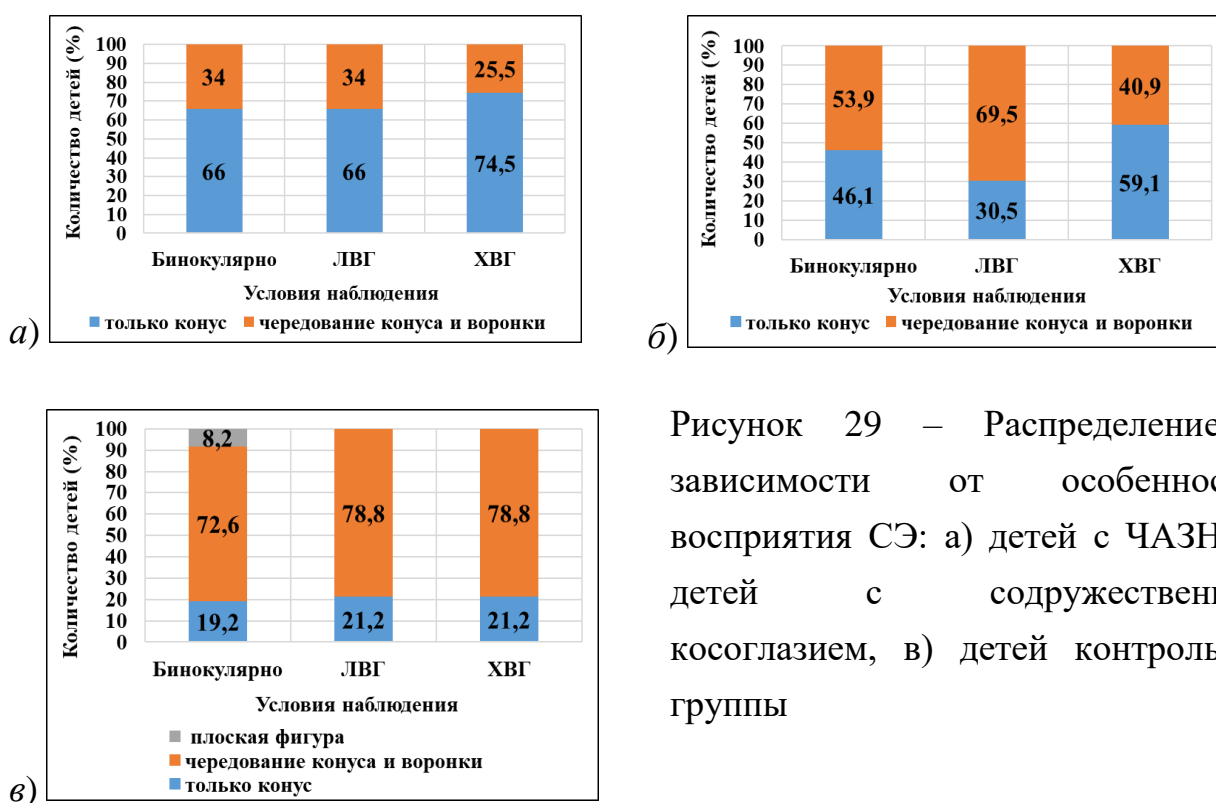 Количество детей (%)
100
90
80
70
60
50
40
30
20
10
0
34 34 25,5
66 66 74,5
Бинокулярно ЛВГ ХВГ
Условия наблюдения
только конус чередование конуса и воронки
а)
Количество детей (%)
100
90
80
70
60
50
40
30
20
10
0
53,9 69,5 40,9
46,1 30,5 59,1
Бинокулярно ЛВГ ХВГ
Условия наблюдения
только конус чередование конуса и воронки
б)
Количество детей (%)
100
90
80
70
60
50
40
30
20
10
0
8,2
72,6 78,8 78,8
19,2 21,2 21,2
Бинокулярно ЛВГ ХВГ
Условия наблюдения
плоская фигура
чередование конуса и воронки
только конус
в)
Рисунок 29 – Распределение
зависимости от особеннос
восприятия СЭ: а) детей с ЧАЗН
детей с содружествен
косоглазием, в) детей контроль
группы